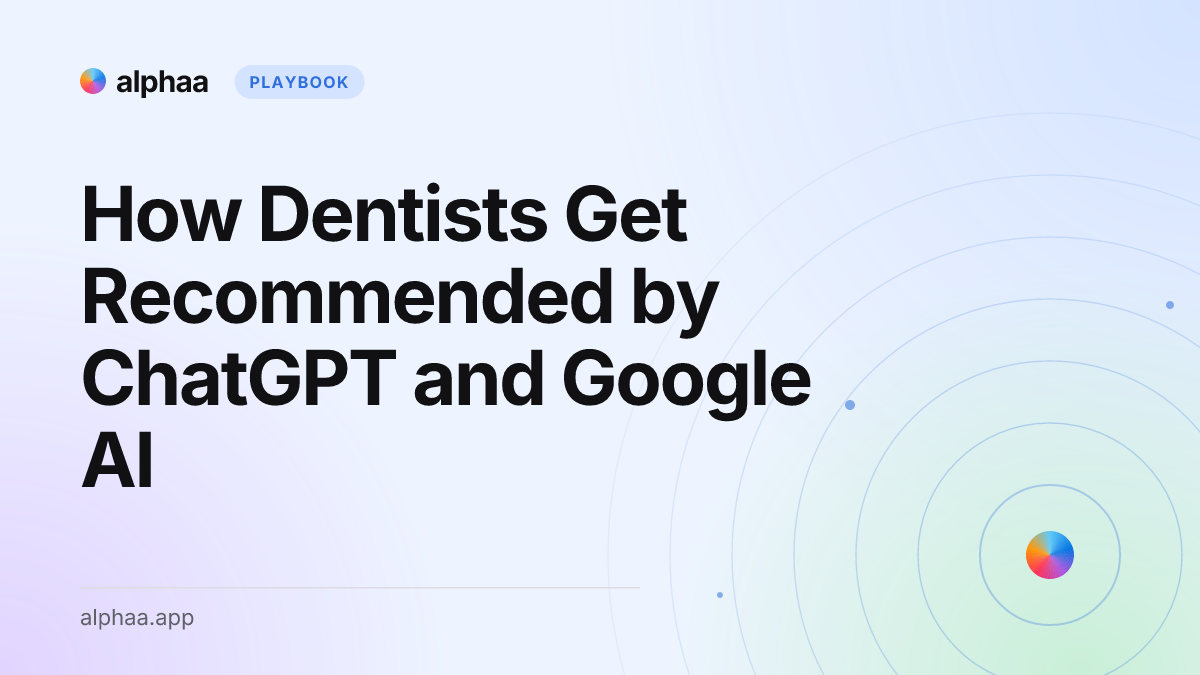 alphaa
PLAYBOOK
How Dentists Get
Recommended by
ChatGPT and Google
AI
alphaa.app